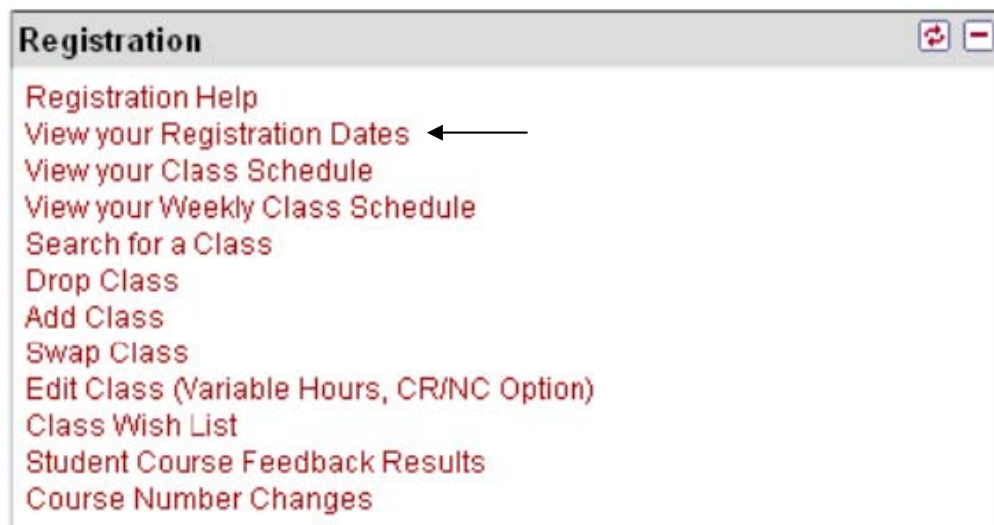 Registration
Registration Help
View your Registration Dates
View your Class Schedule
View your Weekly Class Schedule
Search for a Class
Drop Class
Add Class
Swap Class
Edit Class (Variable Hours, CR/NC Option)
Class Wish List
Student Course Feedback Results
Course Number Changes